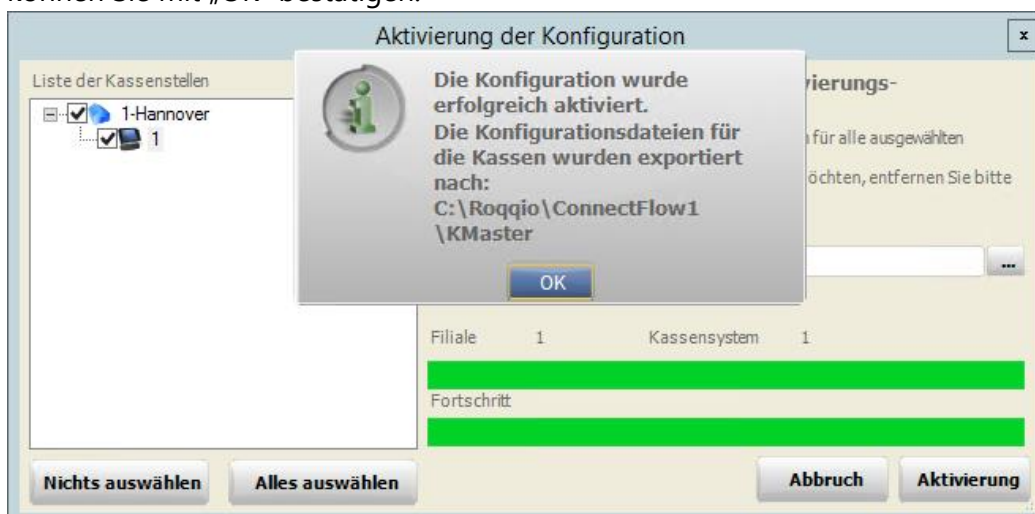 können Sie mit „OK“ bestätigen.
Aktivierung der Konfiguration
x
Liste der Kassenstellen
1-Hannover
1
Die Konfiguration wurde
erfolgreich aktiviert.
Die Konfigurationsdateien für
die Kassen wurden exportiert
nach:
C:\Roqqio\ConnectFlow1
\KMaster
OK
vierungs-
für alle ausgewählten
öchten, entfernen Sie bitte
...
Filiale 1 Kassensystem 1
Fortschritt
Nichts auswählen Alles auswählen Abbruch Aktivierung